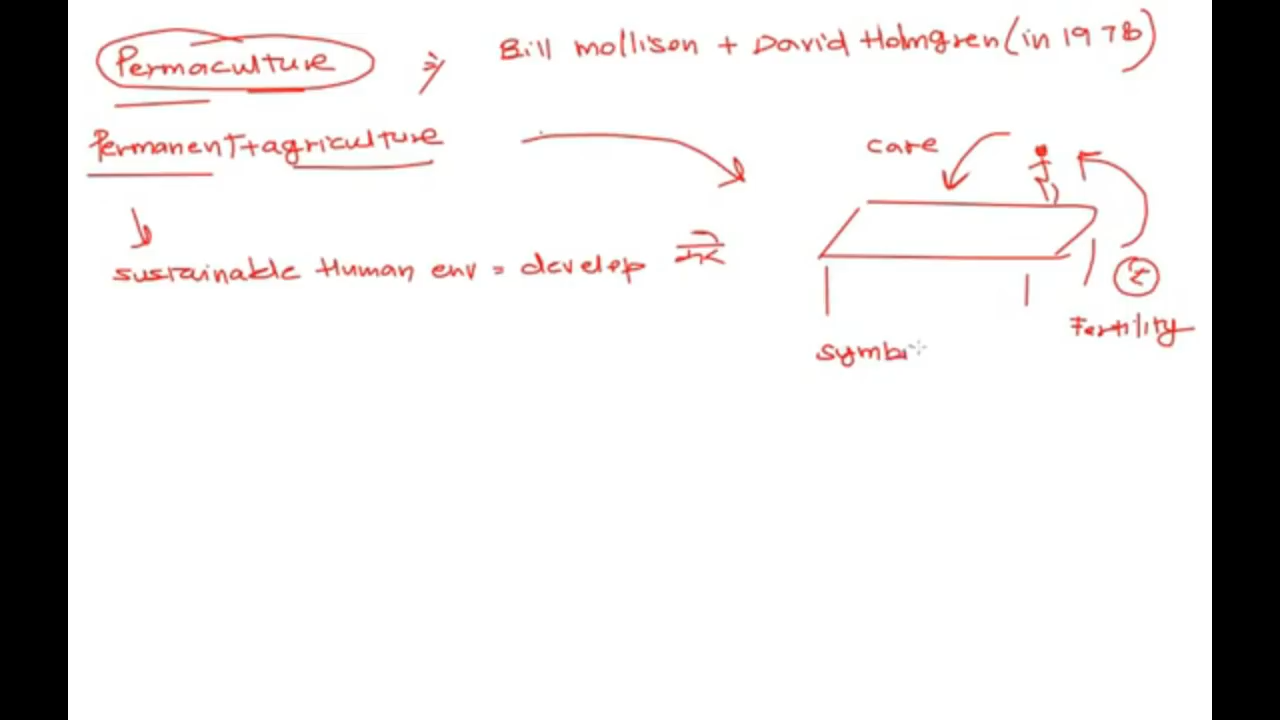 Permaculture ⇒ Bill mollison + David Holmgren (in 1978)
Permanent+agriculture
care
sustainable Human env = develop
Fertility
symbi